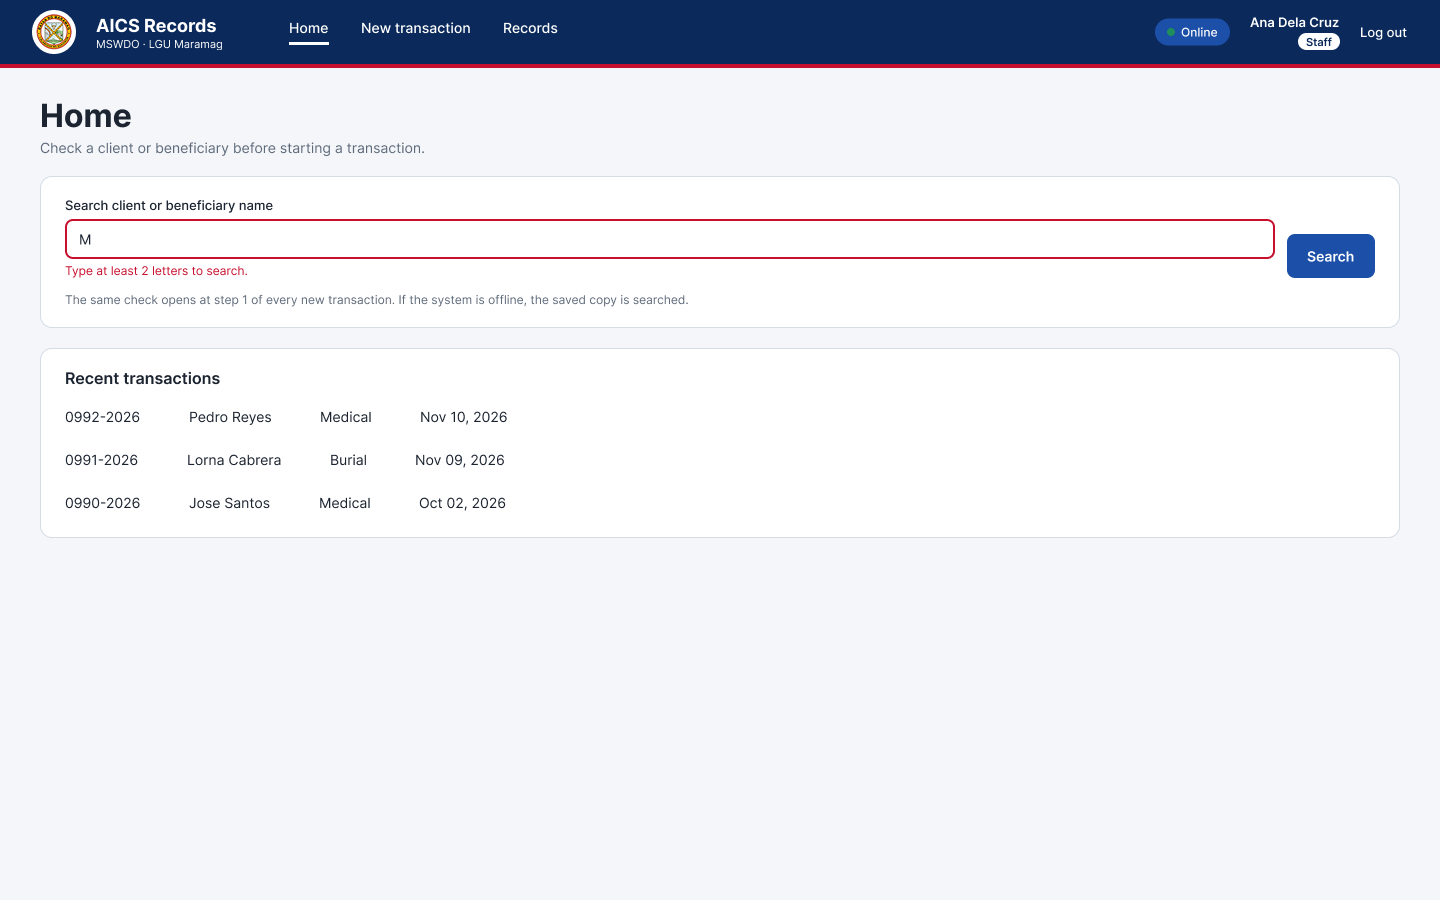 AICS Records
MSWDO · LGU Maramag
Home New transaction Records
Online
Ana Dela Cruz
Staff
Log out
Home
Check a client or beneficiary before starting a transaction.
Search client or beneficiary name
M
Search
Type at least 2 letters to search.
The same check opens at step 1 of every new transaction. If the system is offline, the saved copy is searched.
Recent transactions
0992-2026 Pedro Reyes Medical Nov 10, 2026
0991-2026 Lorna Cabrera Burial Nov 09, 2026
0990-2026 Jose Santos Medical Oct 02, 2026